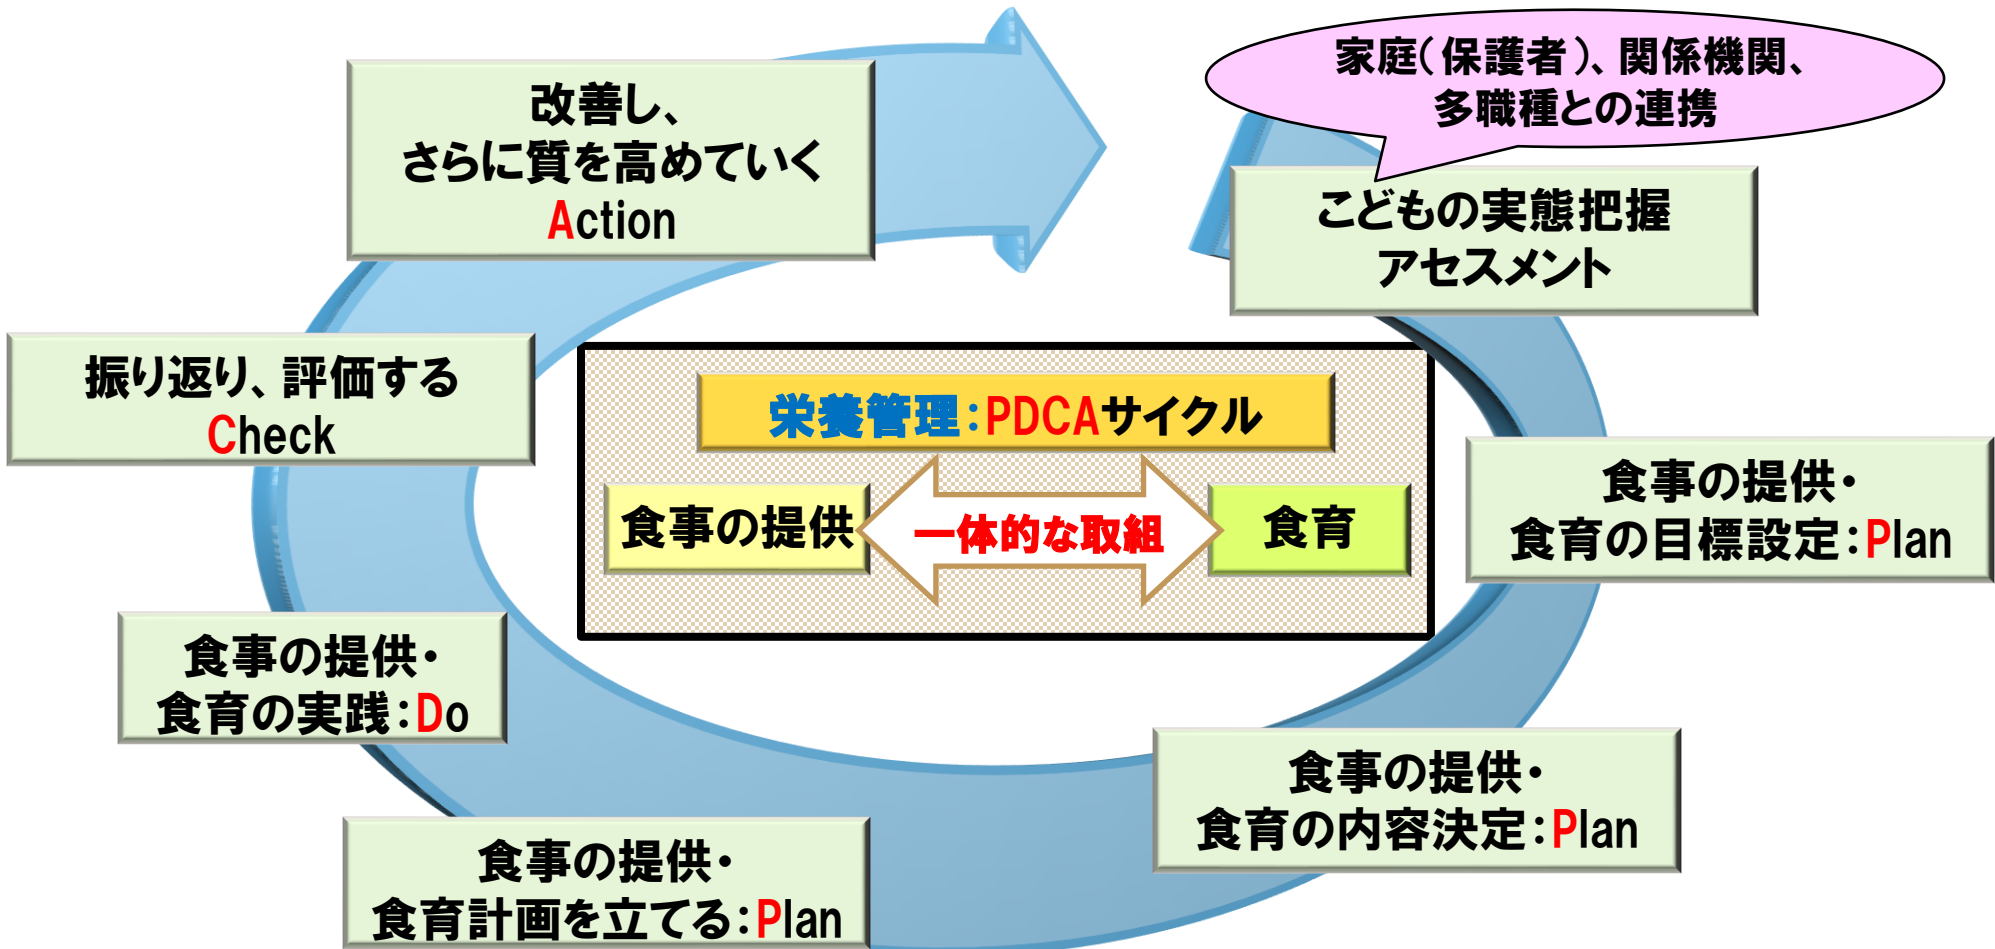 家庭(保護者)、関係機関、
多職種との連携
こどもの実態把握
アセスメント
食事の提供・
食育の目標設定:Plan
食事の提供・
食育の内容決定:Plan
食事の提供・
食育計画を立てる:Plan
食事の提供・
食育の実践:Do
振り返り、評価する
Check
改善し、
さらに質を高めていく
Action
栄養管理:PDCAサイクル
食事の提供
一体的な取組
食育